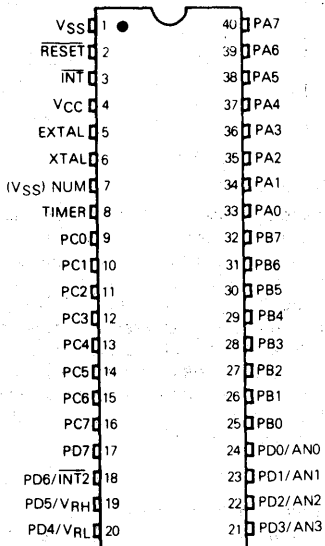 VSS 1 40 PA7
RESET 2 39 PA6
INT 3 38 PA5
VCC 4 37 PA4
EXTAL 5 36 PA3
XTAL 6 35 PA2
(VSS) NUM 7 34 PA1
TIMER 8 33 PA0
PC0 9 32 PB7
PC1 10 31 PB6
PC2 11 30 PB5
PC3 12 29 PB4
PC4 13 28 PB3
PC5 14 27 PB2
PC6 15 26 PB1
PC7 16 25 PB0
PD7 17 24 PD0/AN0
PD6/INT2 18 23 PD1/AN1
PD5/VRH 19 22 PD2/AN2
PD4/VRL 20 21 PD3/AN3